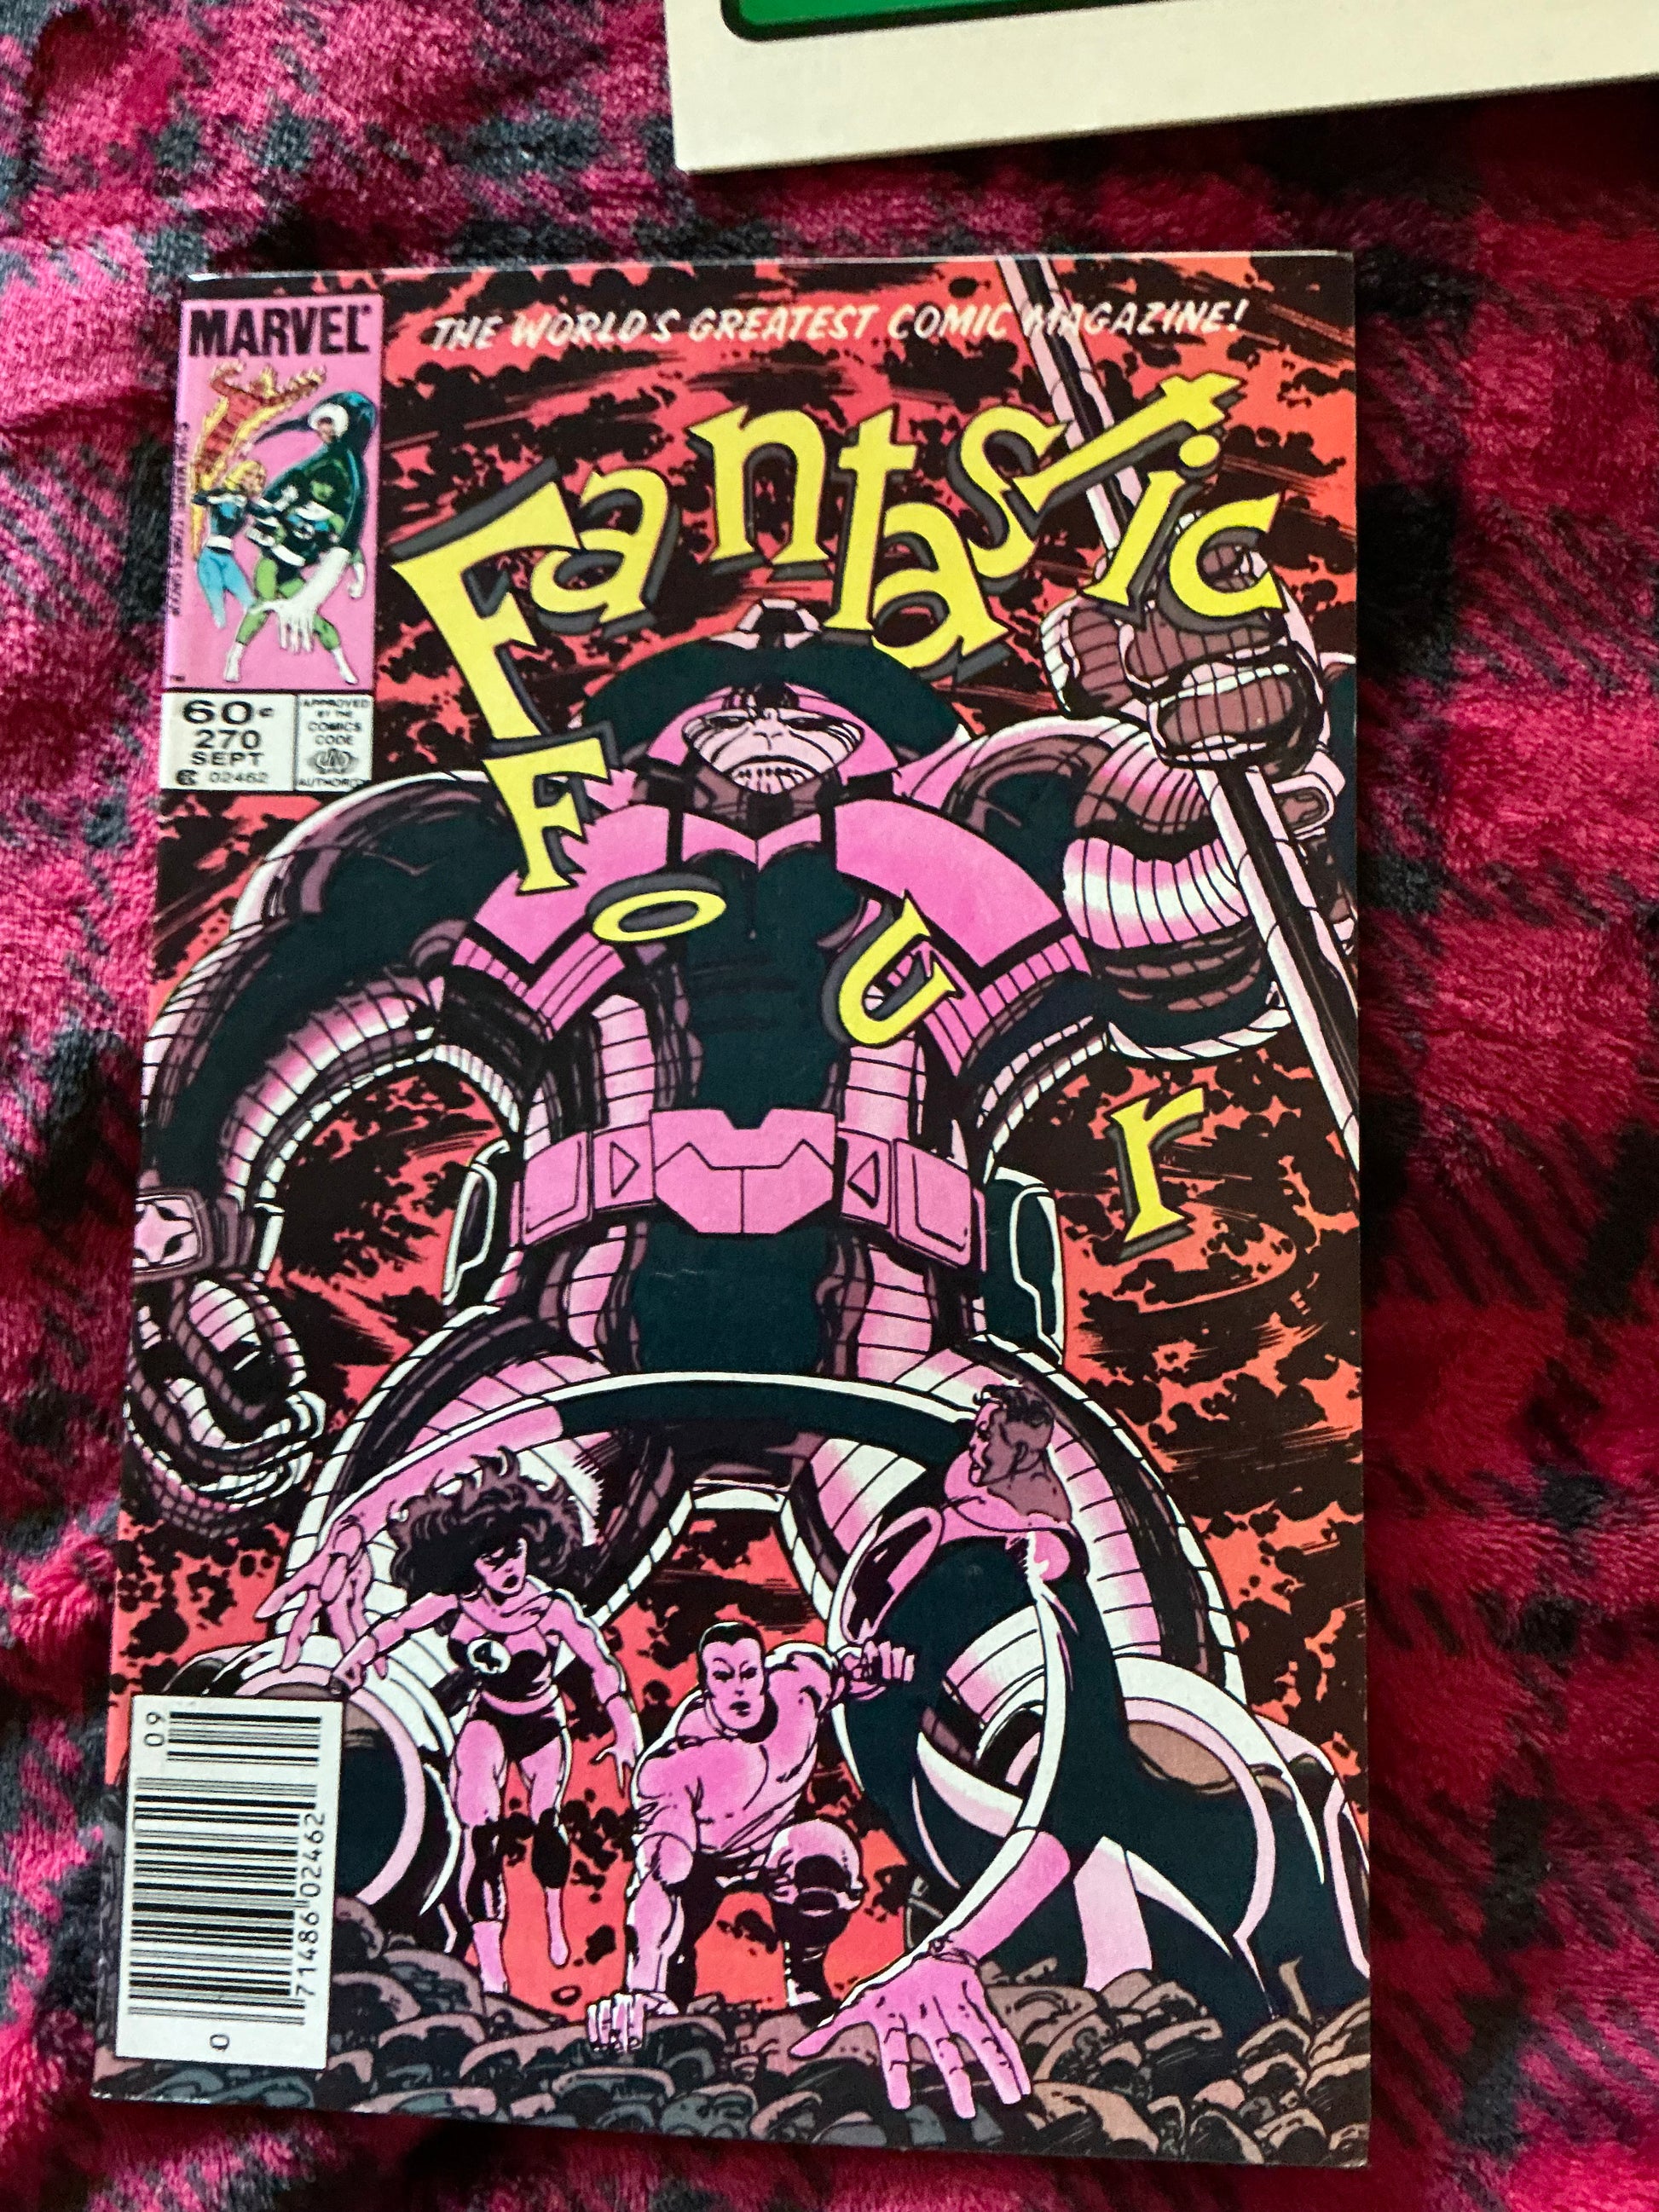 MARVEL
THE WORLD'S GREATEST COMIC MAGAZINE!
Fantastic
Four
60¢
270
SEPT
02462
APPROVED
BY THE
COMICS
CODE
AUTHORITY
4
09
71486 02462
0